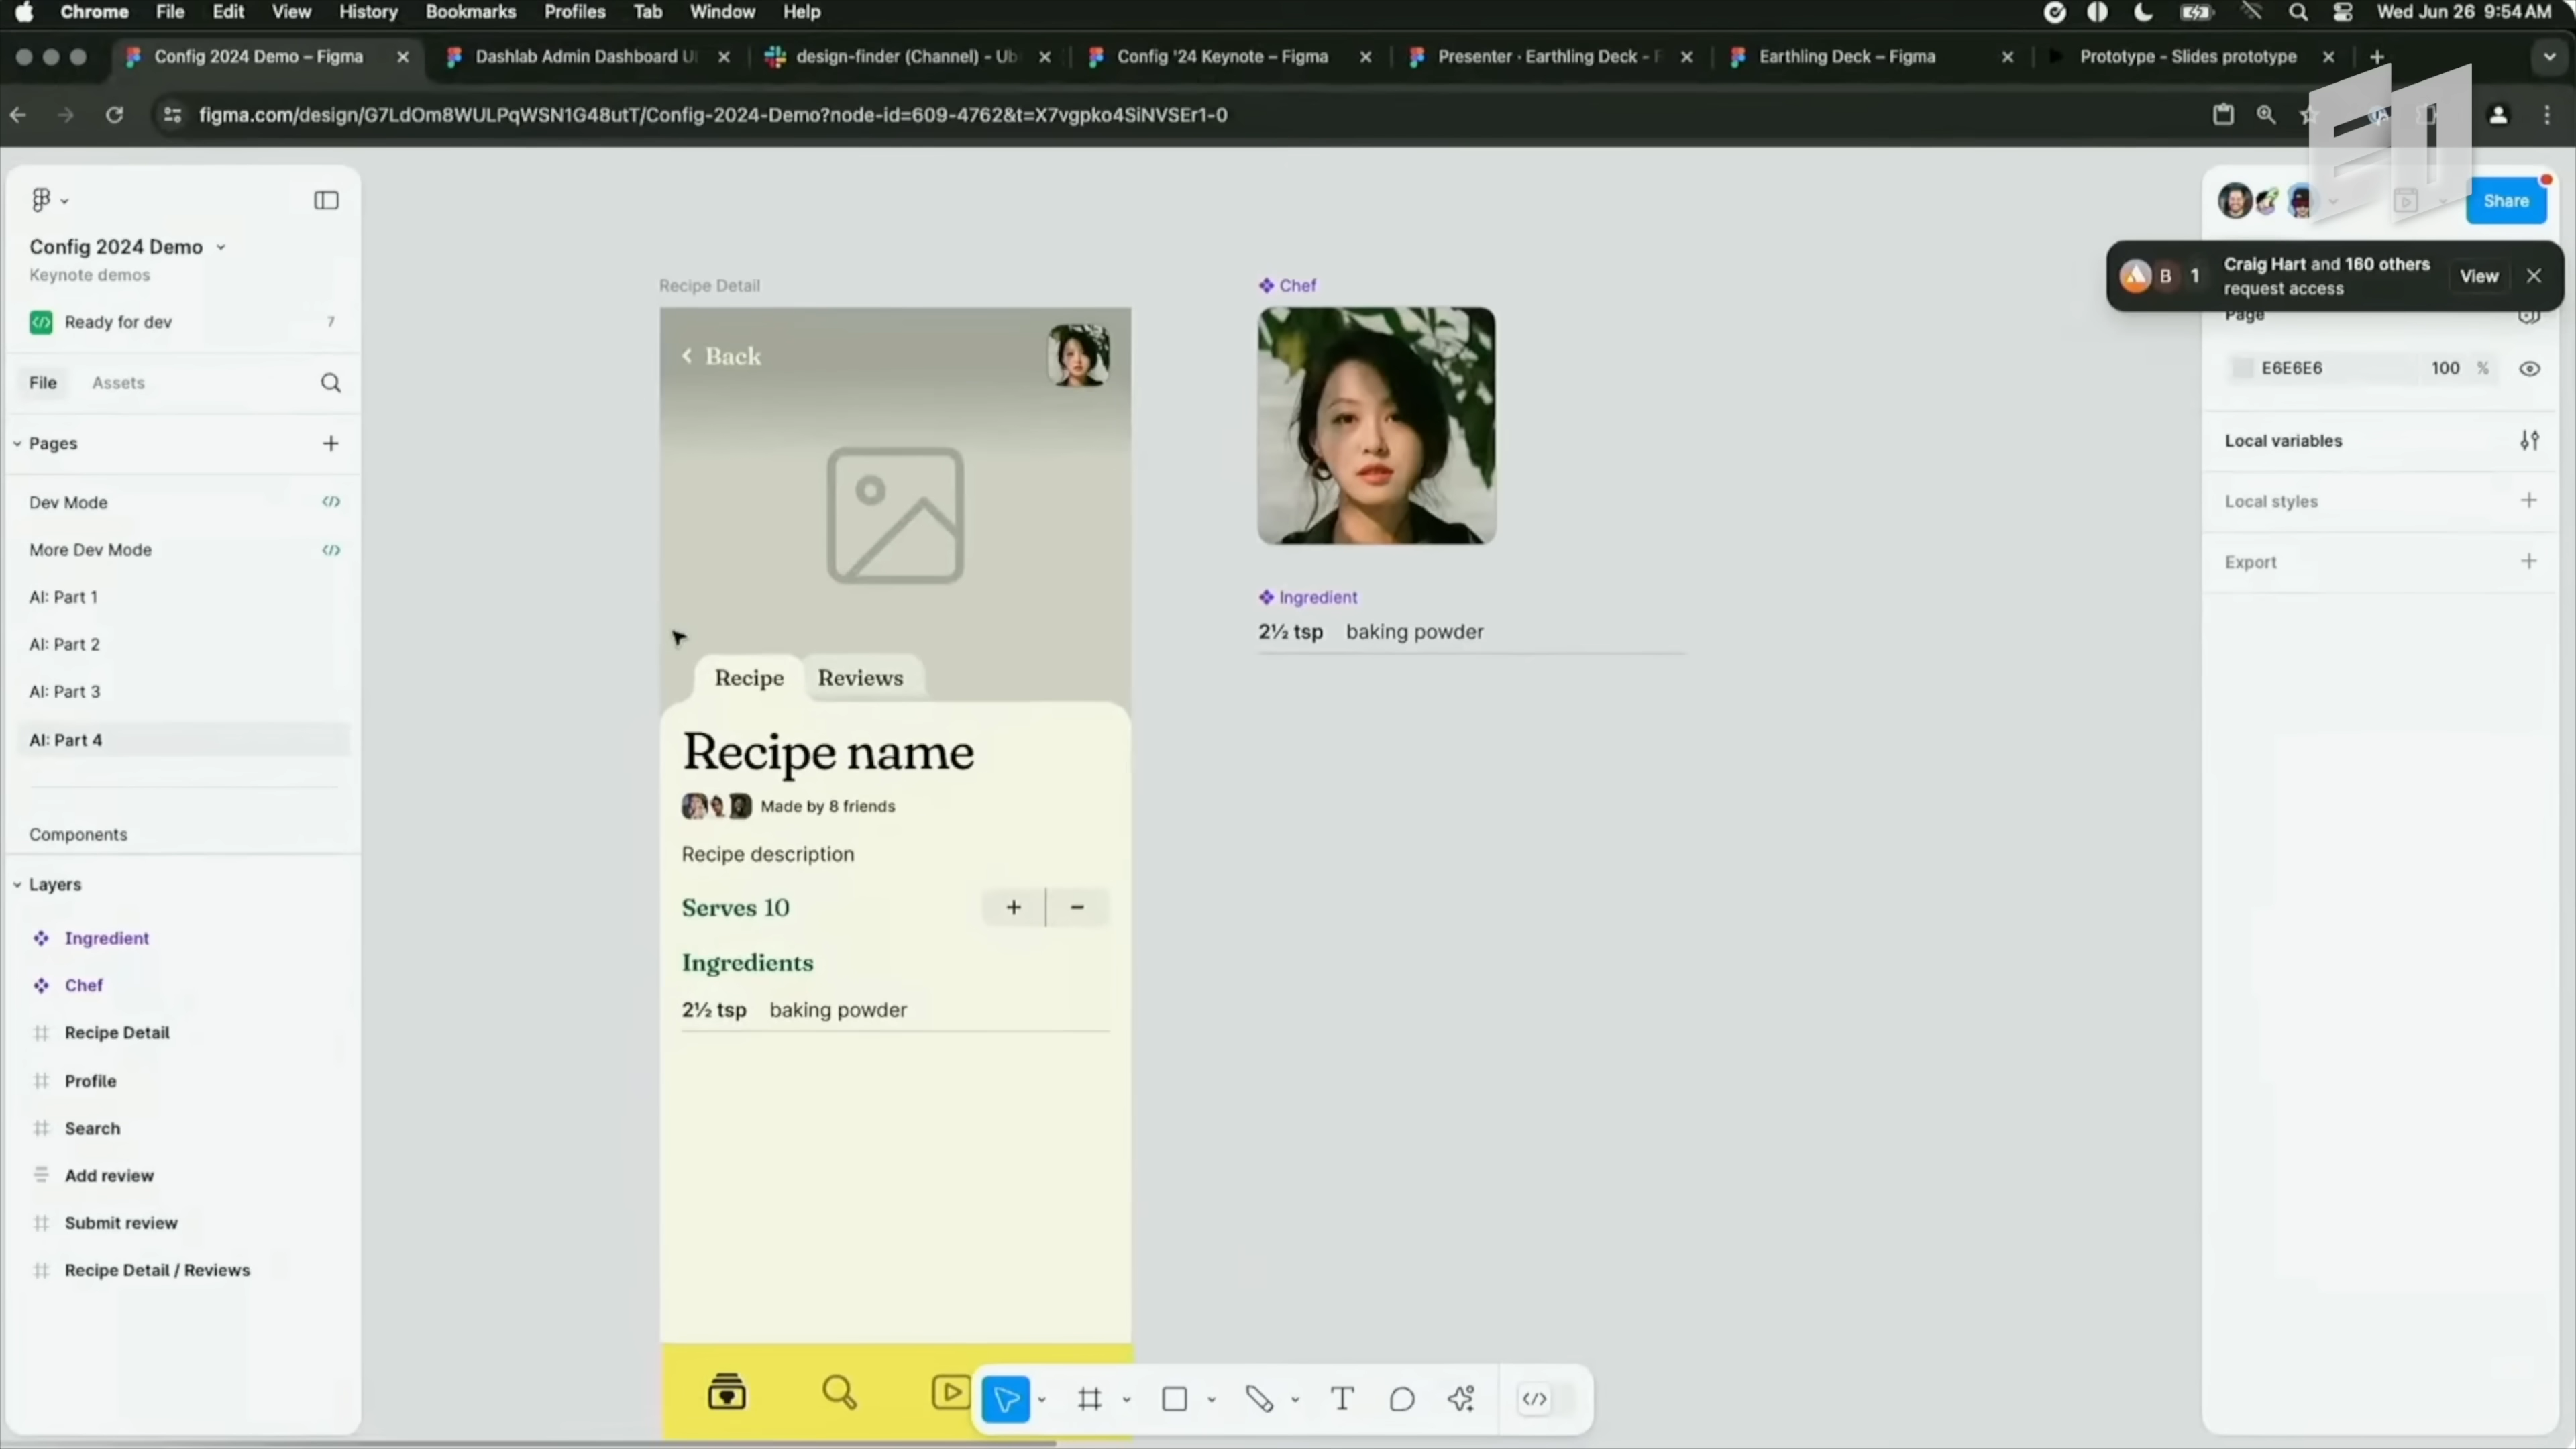 Chrome File Edit View History Bookmarks Profiles Tab Window Help
Wed Jun 26 9:54 AM
Config 2024 Demo – Figma
Dashlab Admin Dashboard UI
design-finder (Channel) - Ub
Config '24 Keynote – Figma
Presenter · Earthling Deck - F
Earthling Deck – Figma
Prototype - Slides prototype
figma.com/design/G7LdOm8WULPqWSN1G48utT/Config-2024-Demo?node-id=609-4762&t=X7vgpko4SiNVSEr1-0
Config 2024 Demo
Keynote demos
Ready for dev 7
File Assets
Pages
Dev Mode
More Dev Mode
AI: Part 1
AI: Part 2
AI: Part 3
AI: Part 4
Components
Layers
Ingredient
Chef
Recipe Detail
Profile
Search
Add review
Submit review
Recipe Detail / Reviews
Recipe Detail
Back
Recipe Reviews
Recipe name
Made by 8 friends
Recipe description
Serves 10 + −
Ingredients
2½ tsp baking powder
Chef
Ingredient
2½ tsp baking powder
Share
B 1
Craig Hart and 160 others
request access
View
Page
E6E6E6 100 %
Local variables
Local styles
Export